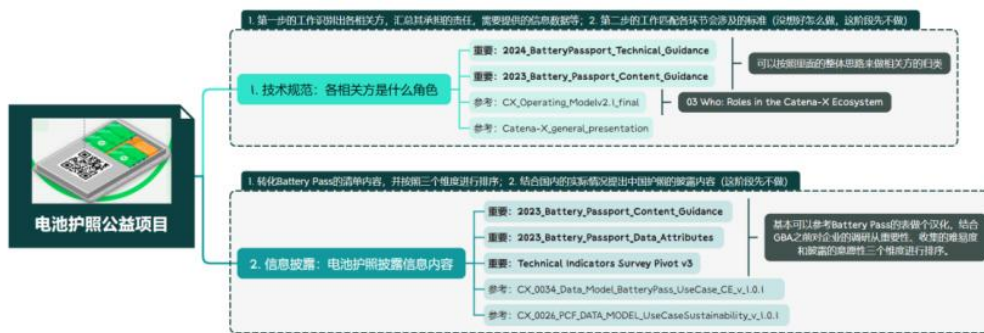 1. 第一步的工作识别出各相关方，汇总其承担的责任，需要提供的信息数据等；2. 第二步的工作匹配各环节会涉及的标准（没想好怎么做，这阶段先不做）
重要：2024_BatteryPassport_Technical_Guidance
重要：2023_Battery_Passport_Content_Guidance
可以按照里面的整体思路来做相关方的归类
1. 技术规范：各相关方是什么角色
参考：CX_Operating_Modelv2.1_final
03 Who: Roles in the Catena-X Ecosystem
参考：Catena-X_general_presentation
电池护照公益项目
1. 转化Battery Pass的清单内容，并按照三个维度进行排序；2. 结合国内的实际情况提出中国护照的披露内容（这阶段先不做）
重要：2023_Battery_Passport_Content_Guidance
重要：2023_Battery_Passport_Data_Attributes
基本可以参考Battery Pass的表做个汉化，结合
GBA之前对企业的调研从重要性、收集的难易度
和披露的意愿性三个维度进行排序。
2. 信息披露：电池护照披露信息内容
重要：Technical Indicators Survey Pivot v3
参考：CX_0034_Data_Model_BatteryPass_UseCase_CE_v_1.0.1
参考：CX_0026_PCF_DATA_MODEL_UseCaseSustainability_v_1.0.1